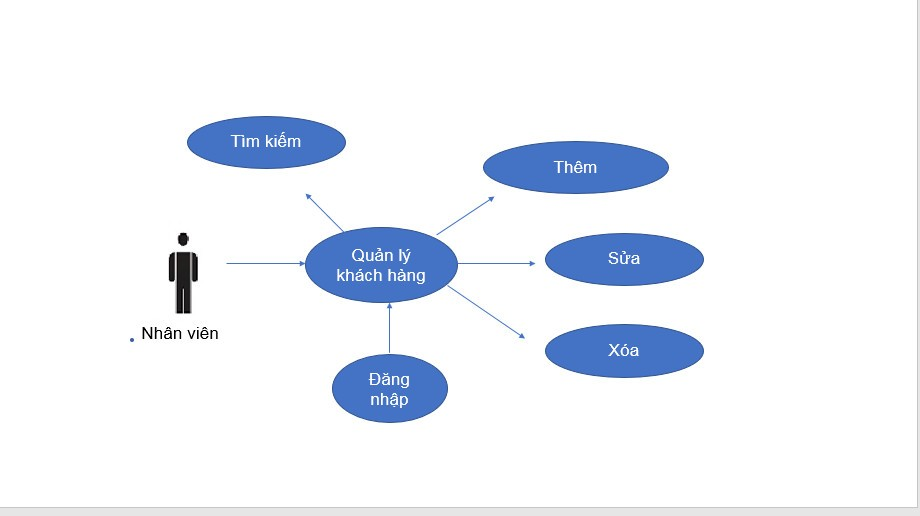 Tìm kiếm
Thêm
Quản lý
khách hàng
Sửa
Nhân viên
Xóa
Đăng
nhập